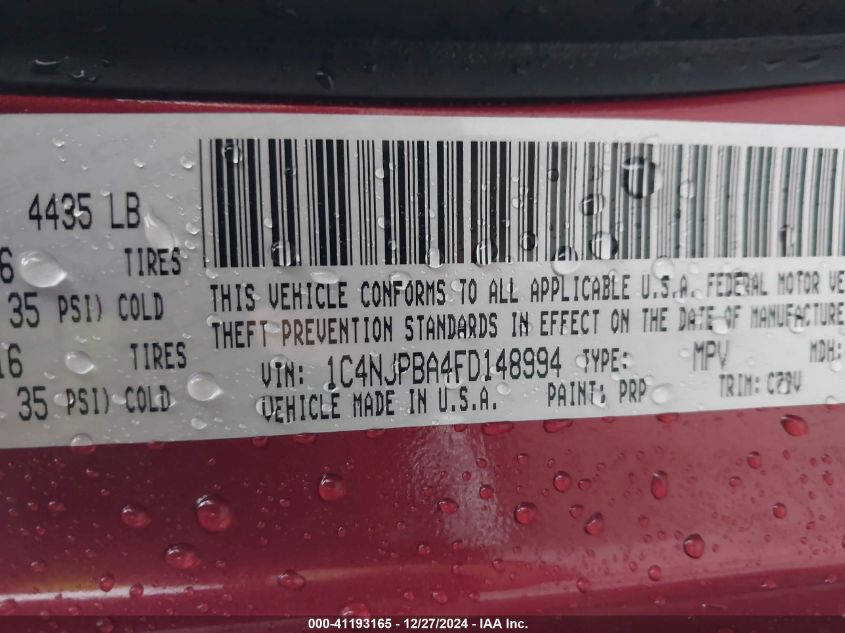 4435 LB
6 TIRES
35 PSI) COLD
16 TIRES
35 PSI) COLD
THIS VEHICLE CONFORMS TO ALL APPLICABLE U.S.A. FEDERAL MOTOR VE
THEFT PREVENTION STANDARDS IN EFFECT ON THE DATE OF MANUFACTURE
VIN: 1C4NJPBA4FD148994 TYPE: MPV MDH:
VEHICLE MADE IN U.S.A. PAINT: PRP TRIM:
000-41193165 - 12/27/2024 - IAA Inc.